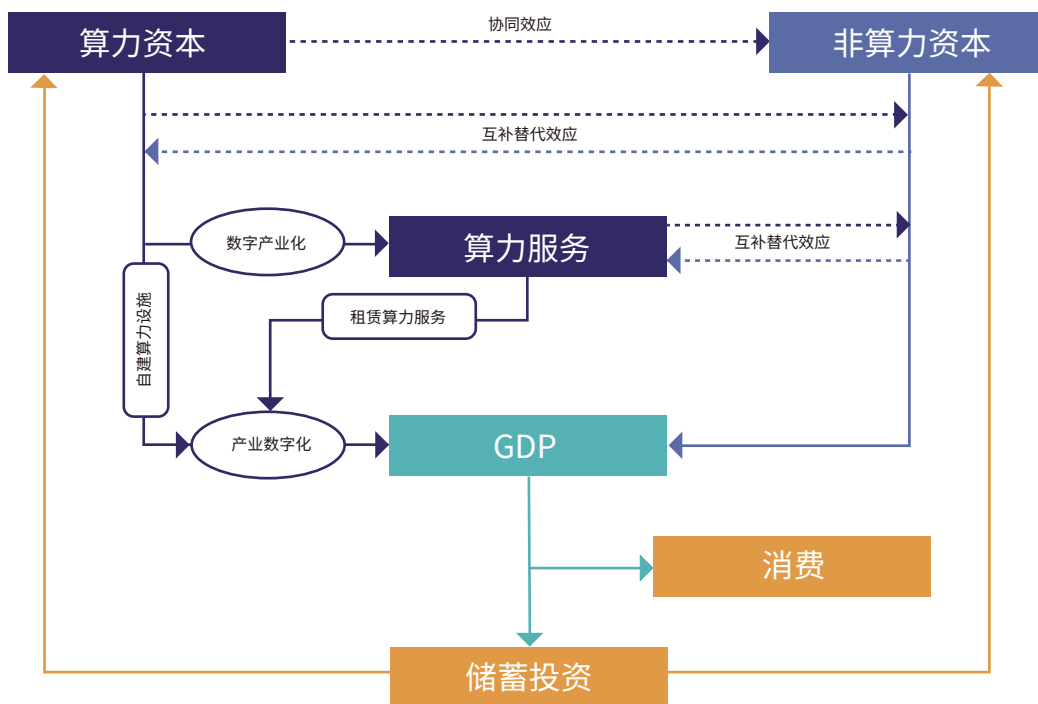 算力资本
协同效应
非算力资本
互补替代效应
数字产业化
算力服务
互补替代效应
租赁算力服务
自建算力设施
产业数字化
GDP
消费
储蓄投资